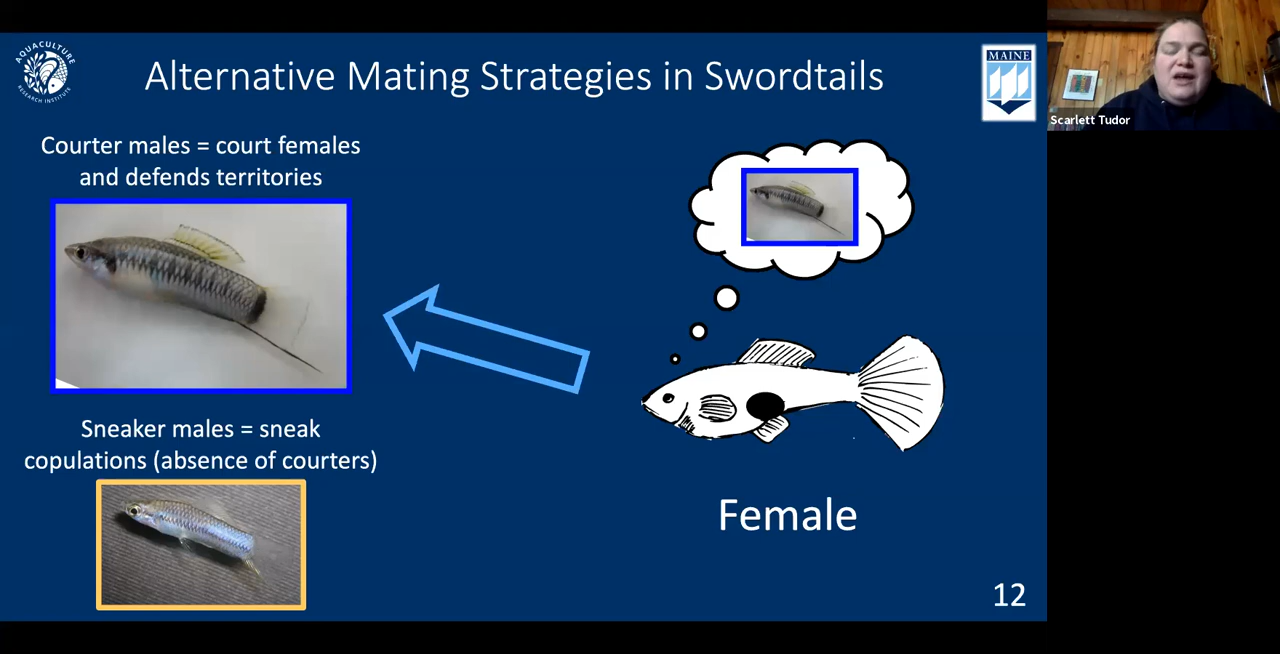 AQUACULTURE
RESEARCH INSTITUTE
Alternative Mating Strategies in Swordtails
MAINE
Scarlett Tudor
Courter males = court females
and defends territories
Sneaker males = sneak
copulations (absence of courters)
Female
12